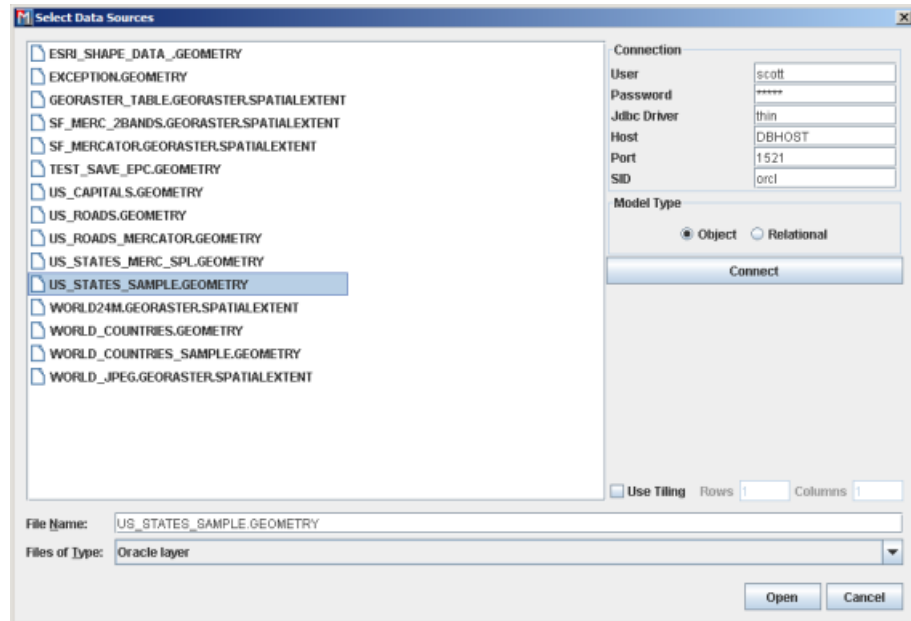 Select Data Sources
ESRI_SHAPE_DATA_.GEOMETRY
EXCEPTION.GEOMETRY
GEORASTER_TABLE.GEORASTER.SPATIALEXTENT
SF_MERC_2BANDS.GEORASTER.SPATIALEXTENT
SF_MERCATOR.GEORASTER.SPATIALEXTENT
TEST_SAVE_EPC.GEOMETRY
US_CAPITALS.GEOMETRY
US_ROADS.GEOMETRY
US_ROADS_MERCATOR.GEOMETRY
US_STATES_MERC_SPL.GEOMETRY
US_STATES_SAMPLE.GEOMETRY
WORLD24M.GEORASTER.SPATIALEXTENT
WORLD_COUNTRIES.GEOMETRY
WORLD_COUNTRIES_SAMPLE.GEOMETRY
WORLD_JPEG.GEORASTER.SPATIALEXTENT
Connection
User scott
Password *****
Jdbc Driver thin
Host DBHOST
Port 1521
SID orcl
Model Type
Object Relational
Connect
Use Tiling Rows 1 Columns 1
File Name: US_STATES_SAMPLE.GEOMETRY
Files of Type: Oracle layer
Open Cancel